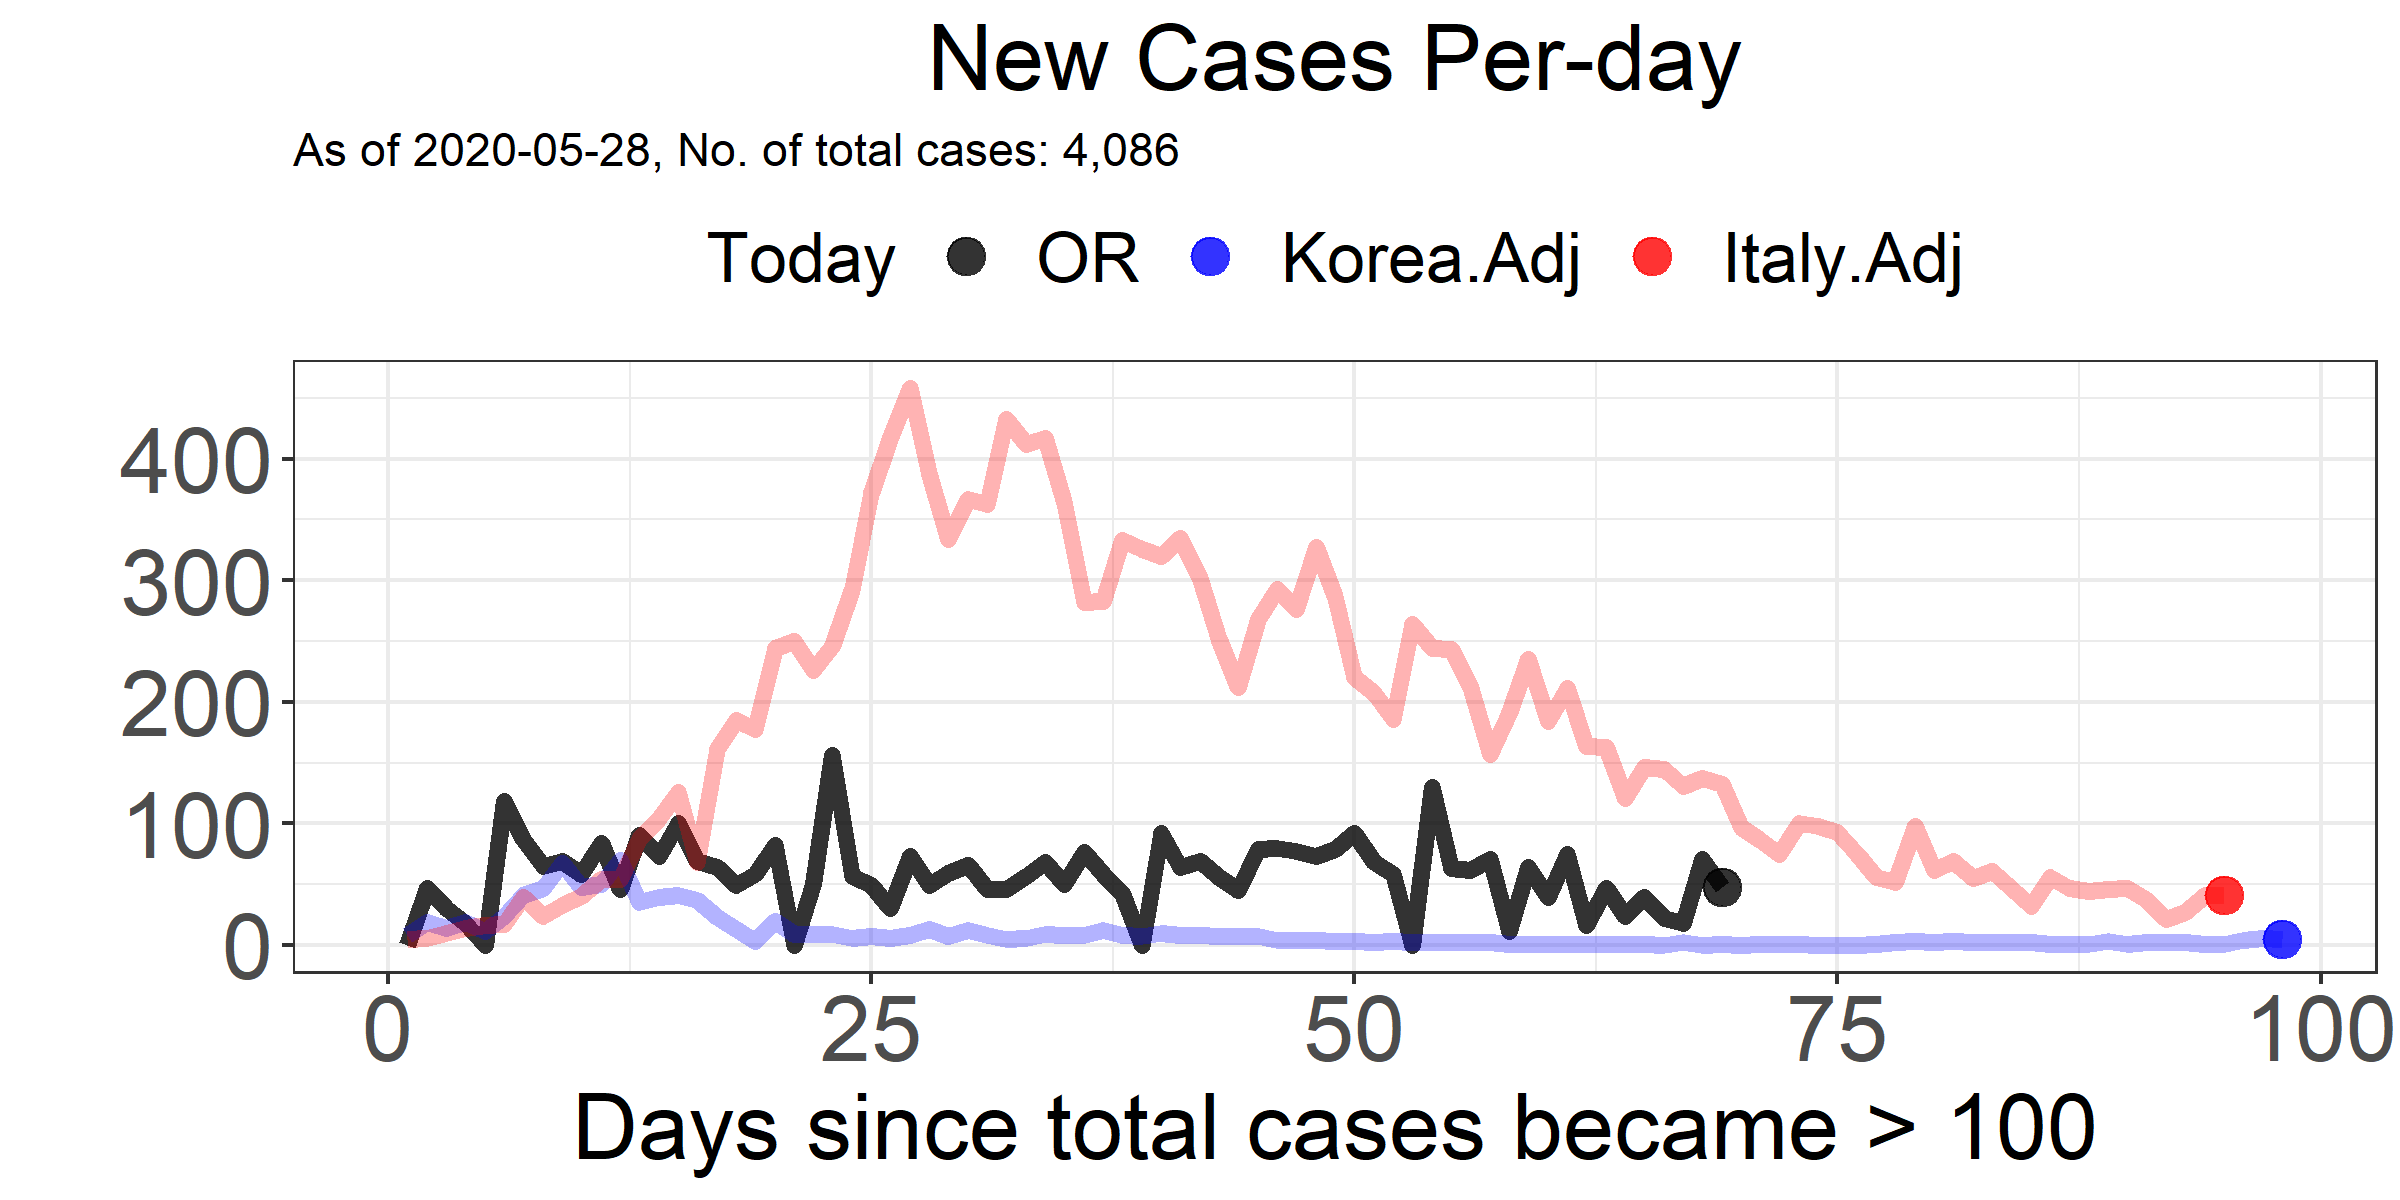 New Cases Per-day
As of 2020-05-28, No. of total cases: 4,086
Today OR Korea.Adj Italy.Adj
400
300
200
100
0
0 25 50 75 100
Days since total cases became > 100